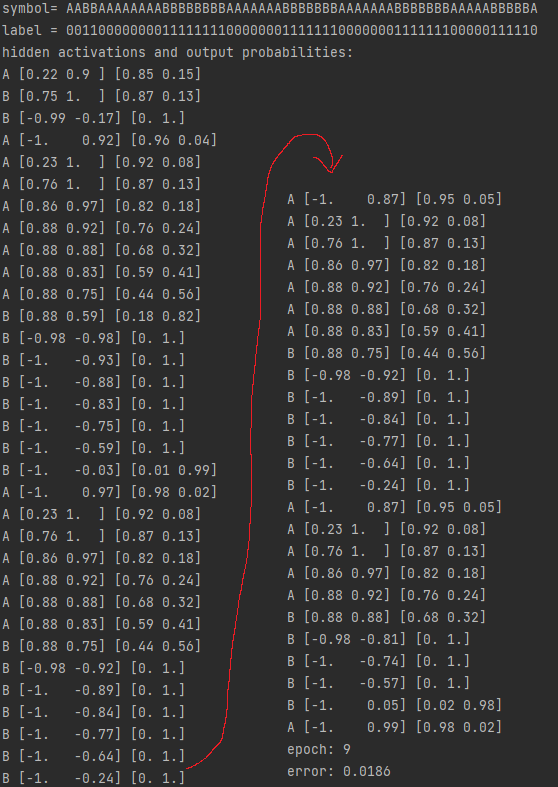 symbol= AABBAAAAAAAABBBBBBBBAAAAAAABBBBBBBAAAAAAABBBBBBBAAAAABBBBBA
label = 00110000000011111111000000011111110000000111111100000111110
hidden activations and output probabilities:
A [0.22 0.9 ] [0.85 0.15]
B [0.75 1.  ] [0.87 0.13]
B [-0.99 -0.17] [0. 1.]
A [-1.    0.92] [0.96 0.04]
A [0.23 1.  ] [0.92 0.08]
A [0.76 1.  ] [0.87 0.13]
A [0.86 0.97] [0.82 0.18]
A [0.88 0.92] [0.76 0.24]
A [0.88 0.88] [0.68 0.32]
A [0.88 0.83] [0.59 0.41]
A [0.88 0.75] [0.44 0.56]
B [0.88 0.59] [0.18 0.82]
B [-0.98 -0.98] [0. 1.]
B [-1.   -0.93] [0. 1.]
B [-1.   -0.88] [0. 1.]
B [-1.   -0.83] [0. 1.]
B [-1.   -0.75] [0. 1.]
B [-1.   -0.59] [0. 1.]
B [-1.   -0.03] [0.01 0.99]
A [-1.    0.97] [0.98 0.02]
A [0.23 1.  ] [0.92 0.08]
A [0.76 1.  ] [0.87 0.13]
A [0.86 0.97] [0.82 0.18]
A [0.88 0.92] [0.76 0.24]
A [0.88 0.88] [0.68 0.32]
A [0.88 0.83] [0.59 0.41]
B [0.88 0.75] [0.44 0.56]
B [-0.98 -0.92] [0. 1.]
B [-1.   -0.89] [0. 1.]
B [-1.   -0.84] [0. 1.]
B [-1.   -0.77] [0. 1.]
B [-1.   -0.64] [0. 1.]
B [-1.   -0.24] [0. 1.]
A [-1.    0.87] [0.95 0.05]
A [0.23 1.  ] [0.92 0.08]
A [0.76 1.  ] [0.87 0.13]
A [0.86 0.97] [0.82 0.18]
A [0.88 0.92] [0.76 0.24]
A [0.88 0.88] [0.68 0.32]
A [0.88 0.83] [0.59 0.41]
B [0.88 0.75] [0.44 0.56]
B [-0.98 -0.92] [0. 1.]
B [-1.   -0.89] [0. 1.]
B [-1.   -0.84] [0. 1.]
B [-1.   -0.77] [0. 1.]
B [-1.   -0.64] [0. 1.]
B [-1.   -0.24] [0. 1.]
A [-1.    0.87] [0.95 0.05]
A [0.23 1.  ] [0.92 0.08]
A [0.76 1.  ] [0.87 0.13]
A [0.86 0.97] [0.82 0.18]
A [0.88 0.92] [0.76 0.24]
B [0.88 0.88] [0.68 0.32]
B [-0.98 -0.81] [0. 1.]
B [-1.   -0.74] [0. 1.]
B [-1.   -0.57] [0. 1.]
B [-1.    0.05] [0.02 0.98]
A [-1.    0.99] [0.98 0.02]
epoch: 9
error: 0.0186